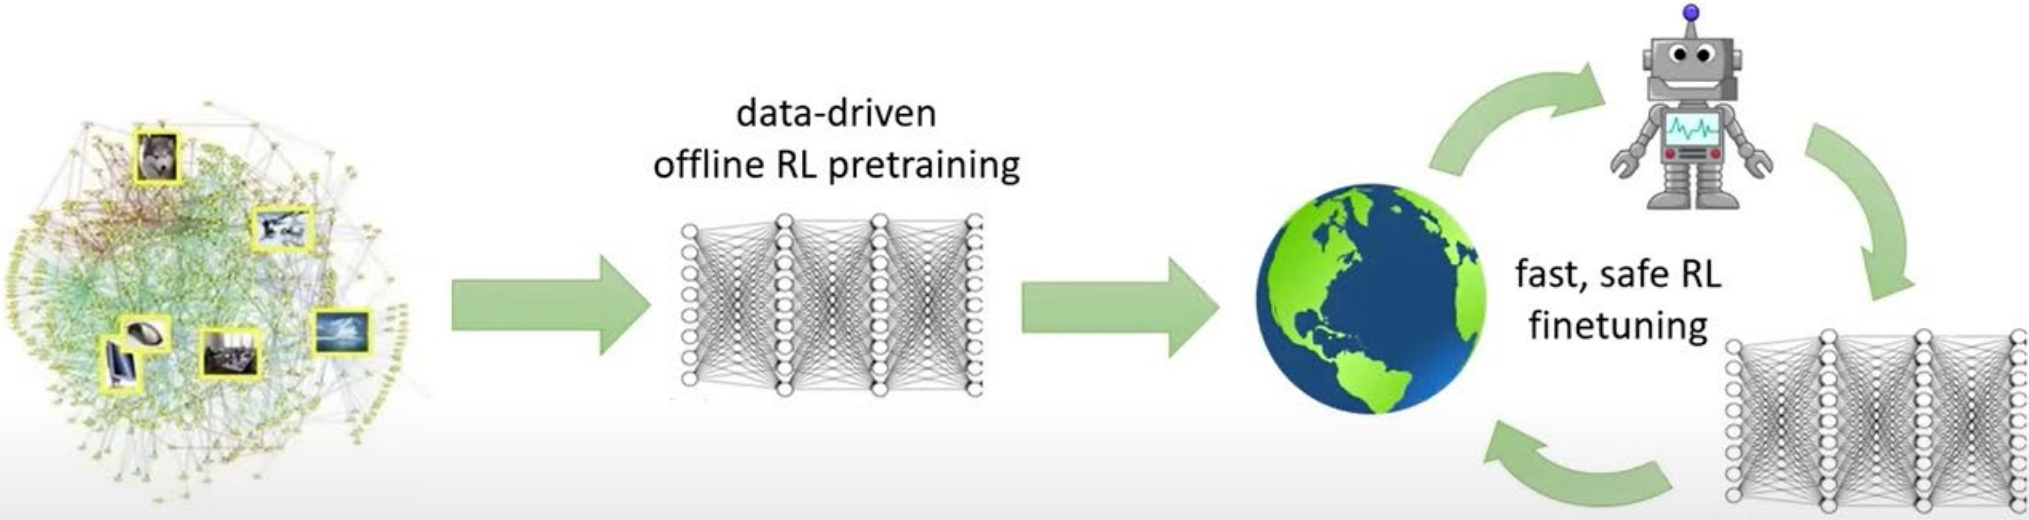 data-driven
offline RL pretraining
fast, safe RL
finetuning